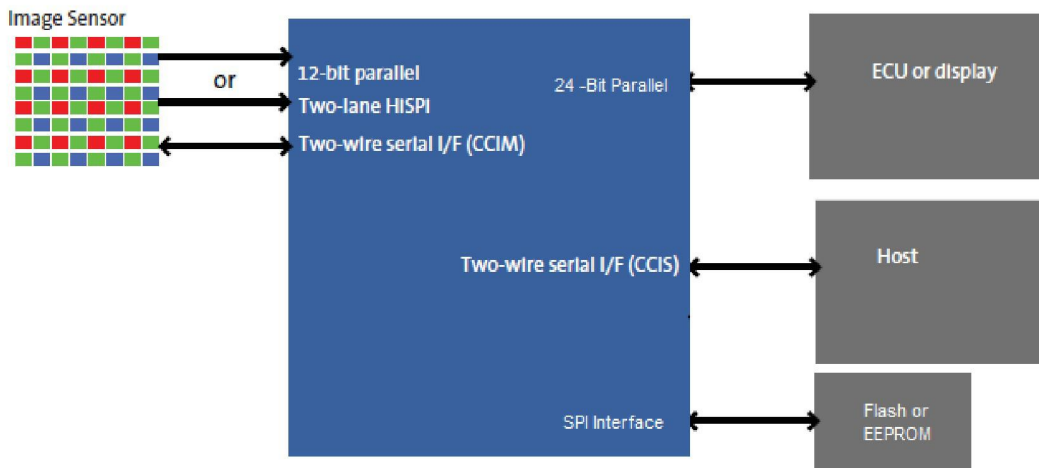 Image Sensor
or
12-bit parallel
Two-lane HISPI
Two-wire serial I/F (CCIM)
24 -Bit Parallel
ECU or display
Two-wire serial I/F (CCIS)
Host
SPI Interface
Flash or
EEPROM